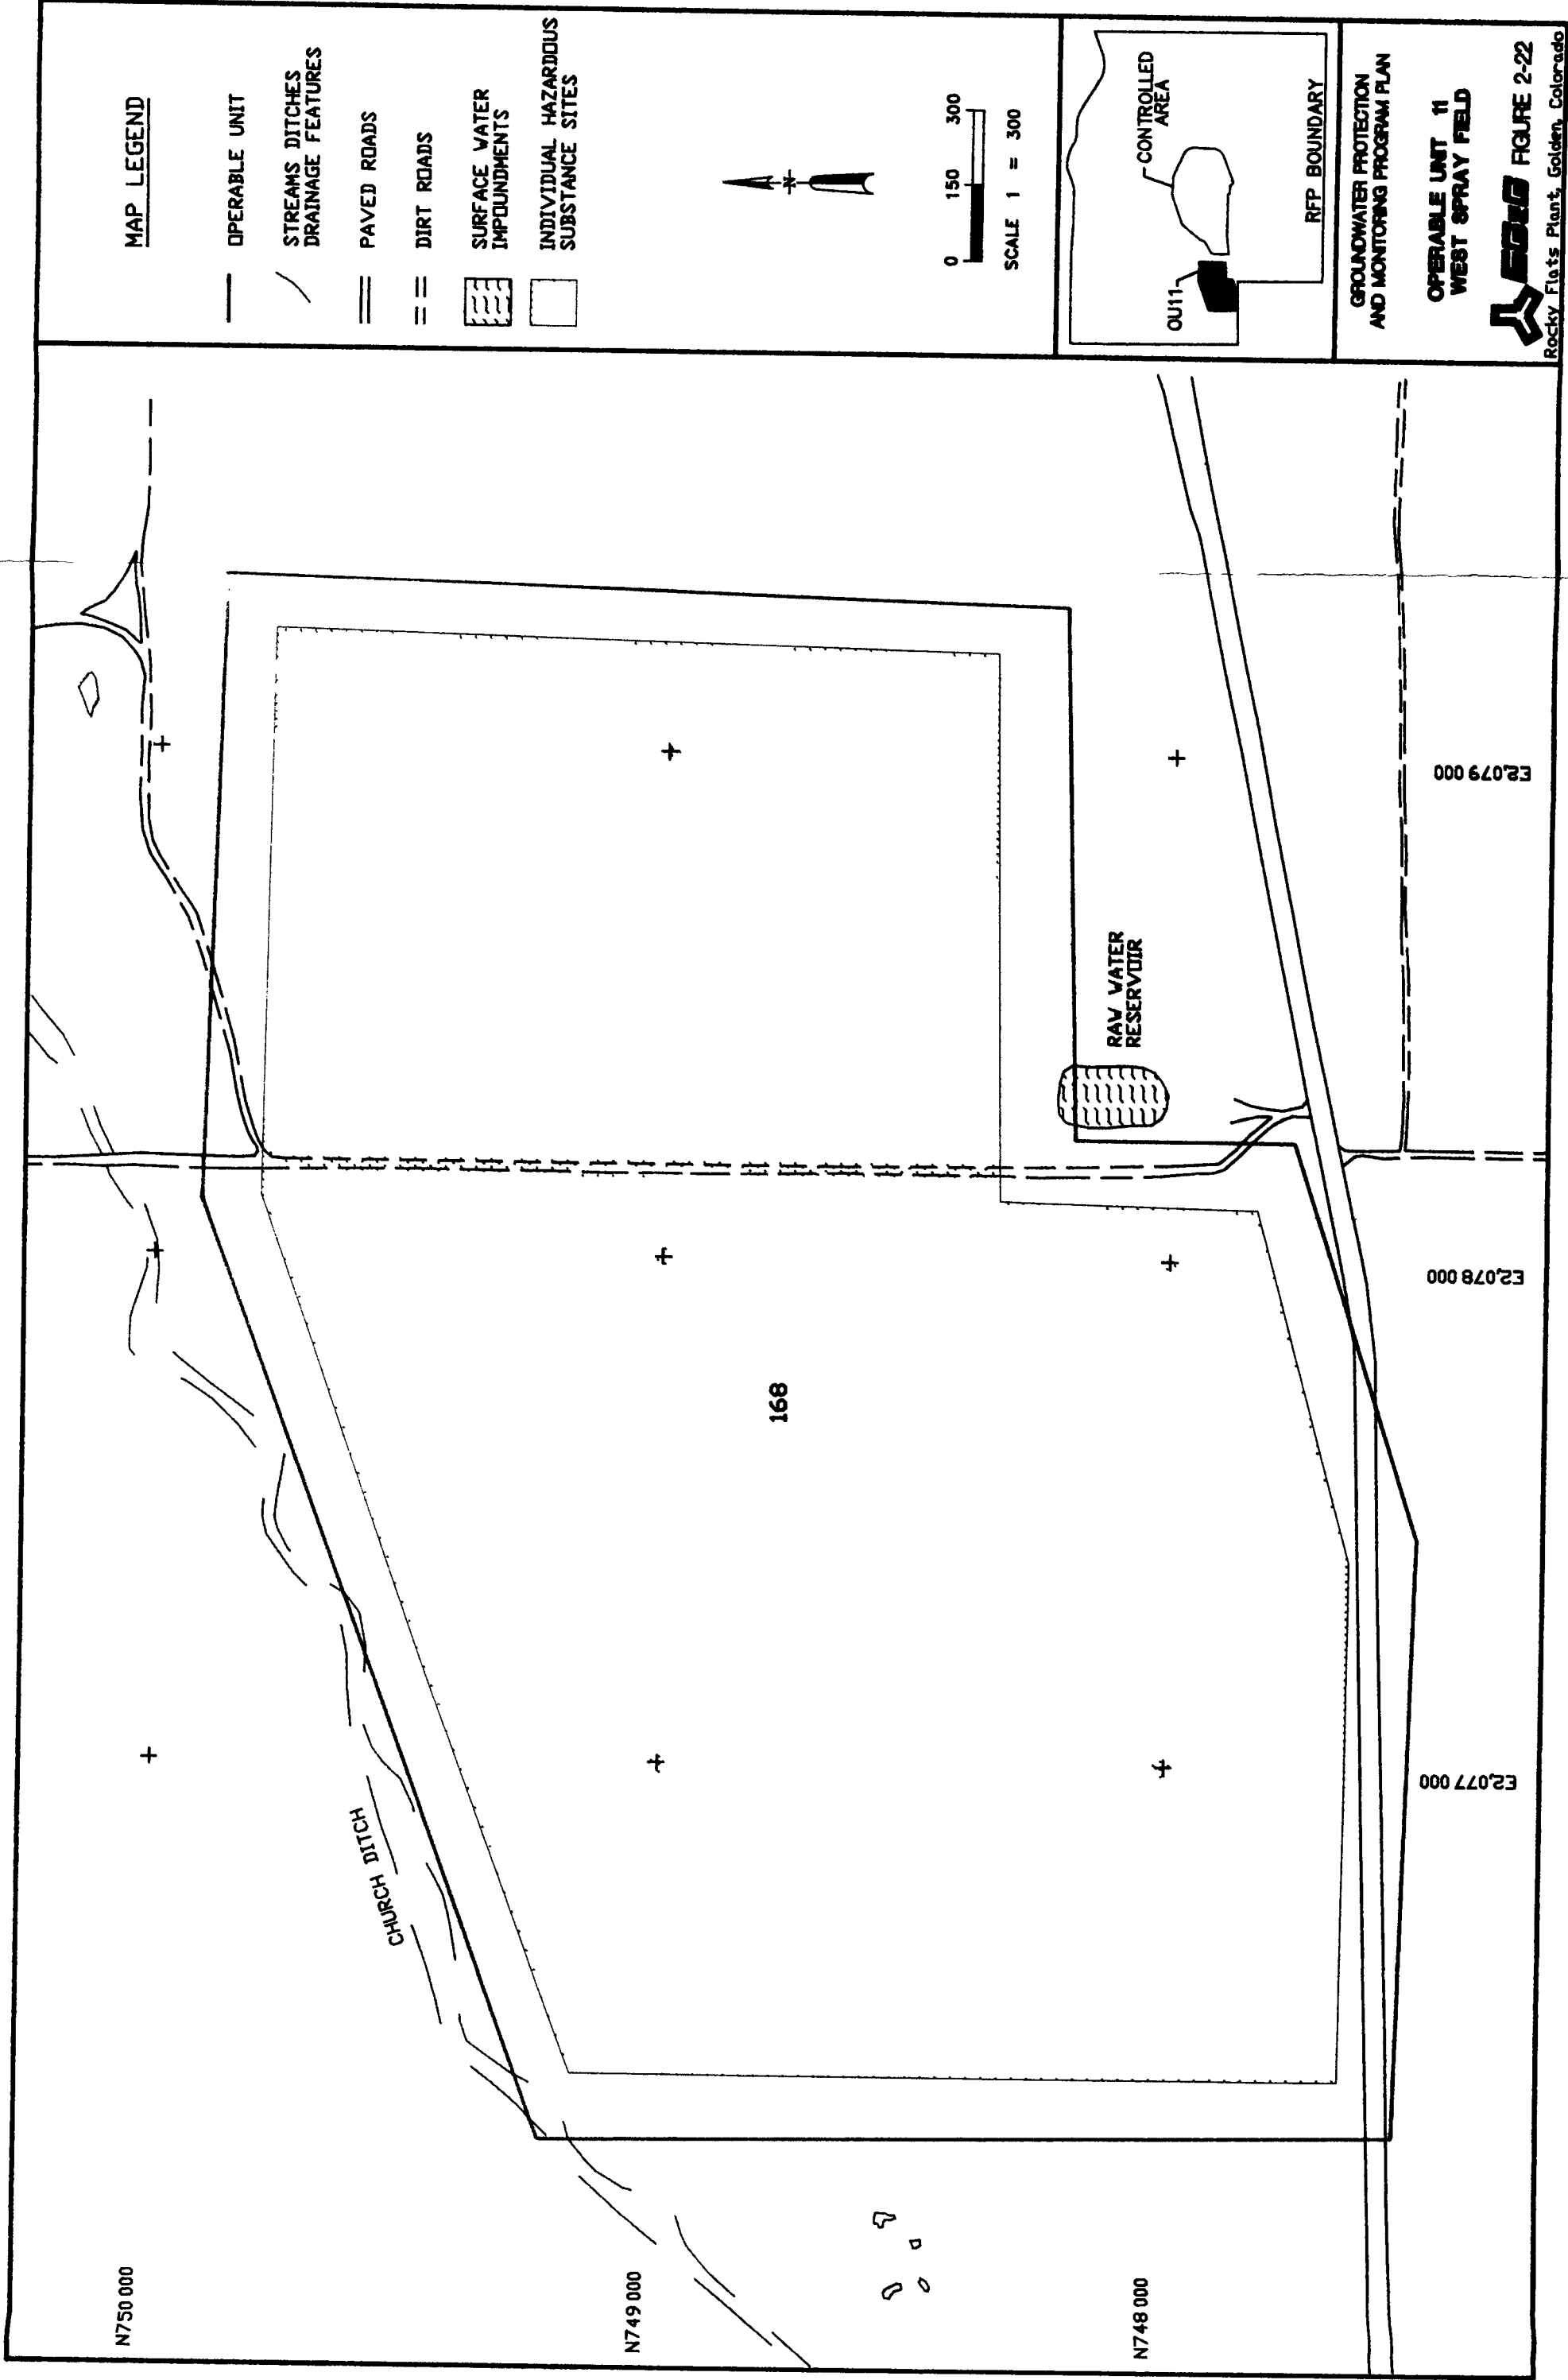 MAP LEGEND
OPERABLE UNIT
STREAMS DITCHES
DRAINAGE FEATURES
PAVED ROADS
DIRT ROADS
SURFACE WATER
IMPOUNDMENTS
INDIVIDUAL HAZARDOUS
SUBSTANCE SITES
N
0 150 300
SCALE 1 = 300
CONTROLLED
AREA
OU11
RFP BOUNDARY
GROUNDWATER PROTECTION
AND MONITORING PROGRAM PLAN
OPERABLE UNIT 11
WEST SPRAY FIELD
EG&G FIGURE 2-22
Rocky Flats Plant, Golden, Colorado
N750 000
N749 000
N748 000
CHURCH DITCH
168
RAW WATER
RESERVOIR
E2,077 000
E2,078 000
E2,079 000